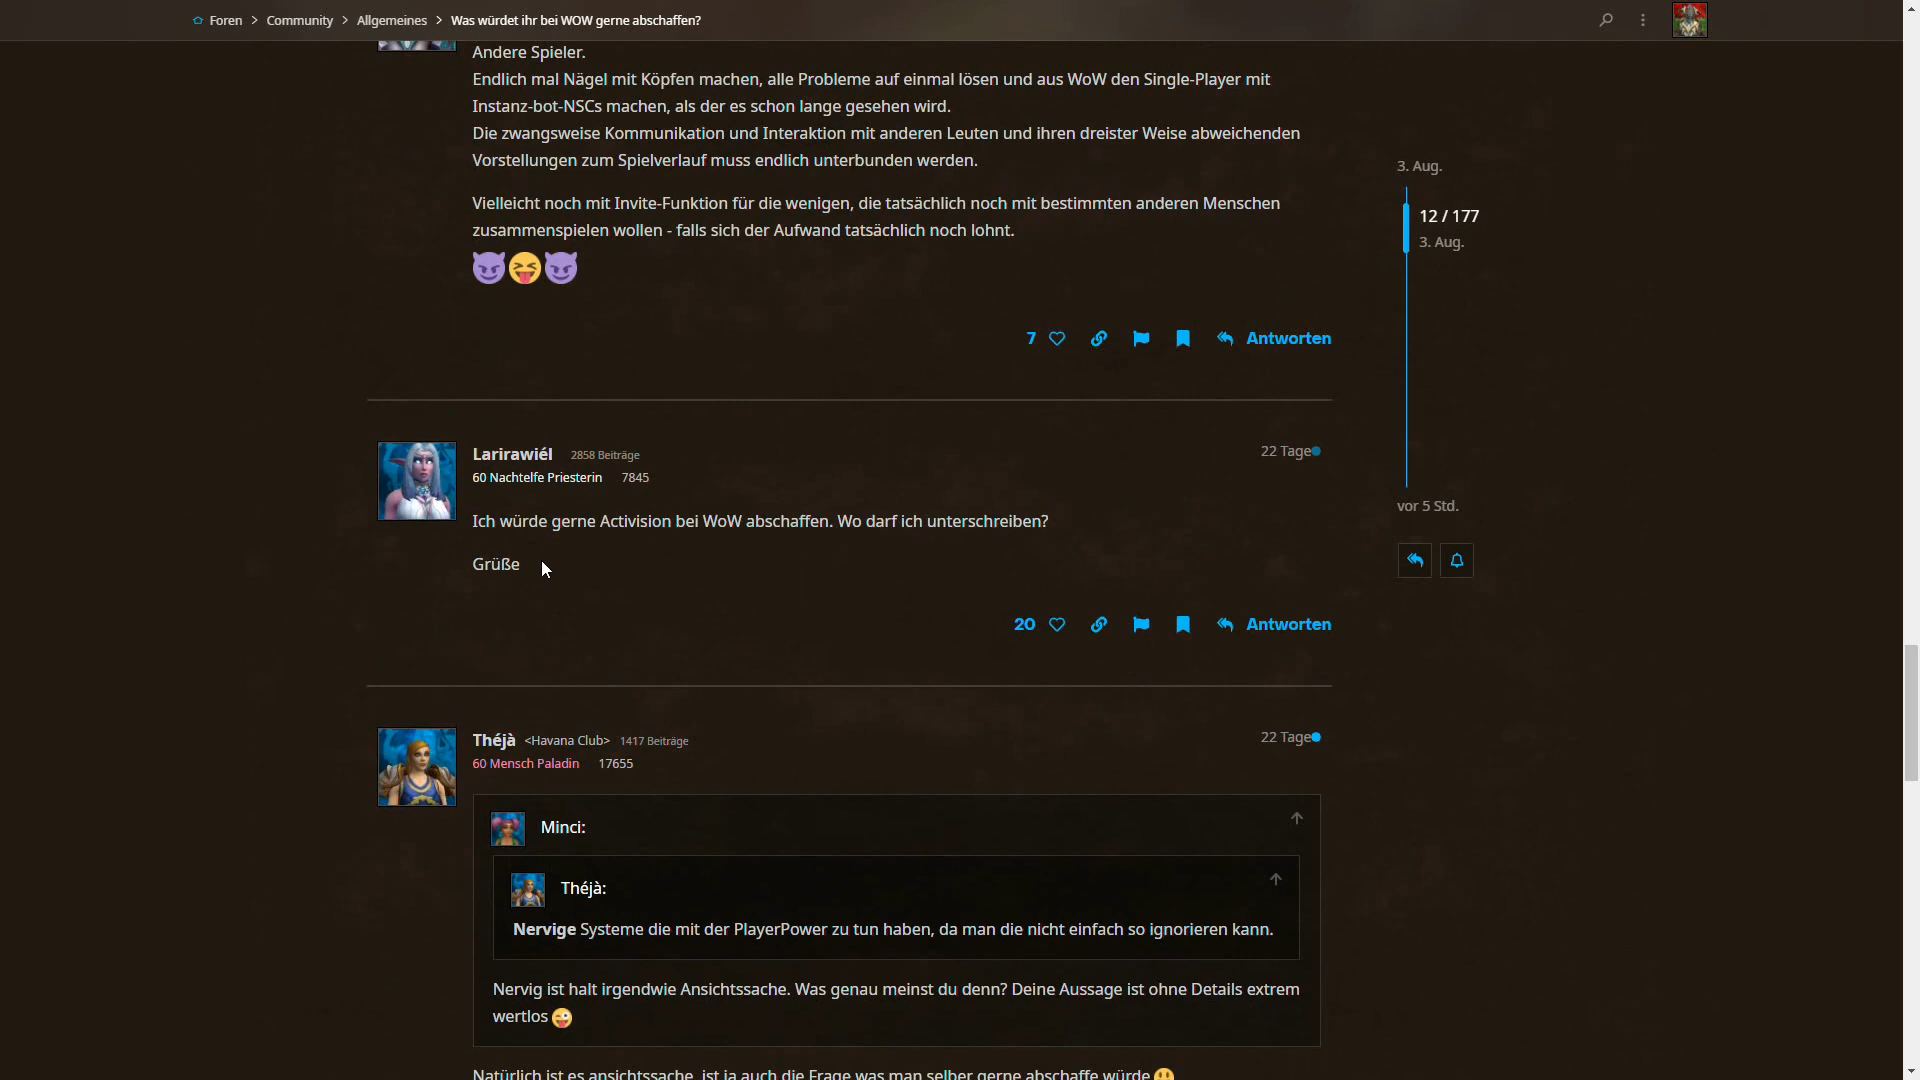 Foren > Community > Allgemeines > Was würdet ihr bei WOW gerne abschaffen?
Andere Spieler.
Endlich mal Nägel mit Köpfen machen, alle Probleme auf einmal lösen und aus WoW den Single-Player mit
Instanz-bot-NSCs machen, als der es schon lange gesehen wird.
Die zwangsweise Kommunikation und Interaktion mit anderen Leuten und ihren dreister Weise abweichenden
Vorstellungen zum Spielverlauf muss endlich unterbunden werden.
Vielleicht noch mit Invite-Funktion für die wenigen, die tatsächlich noch mit bestimmten anderen Menschen
zusammenspielen wollen - falls sich der Aufwand tatsächlich noch lohnt.
7 Antworten
3. Aug.
12 / 177
3. Aug.
vor 5 Std.
Larirawiél 2858 Beiträge 22 Tage
60 Nachtelfe Priesterin 7845
Ich würde gerne Activision bei WoW abschaffen. Wo darf ich unterschreiben?
Grüße
20 Antworten
Théjà <Havana Club> 1417 Beiträge 22 Tage
60 Mensch Paladin 17655
Minci:
Théjà:
Nervige Systeme die mit der PlayerPower zu tun haben, da man die nicht einfach so ignorieren kann.
Nervig ist halt irgendwie Ansichtssache. Was genau meinst du denn? Deine Aussage ist ohne Details extrem
wertlos
Natürlich ist es ansichtssache, ist ja auch die Frage was man selber gerne abschaffe würde